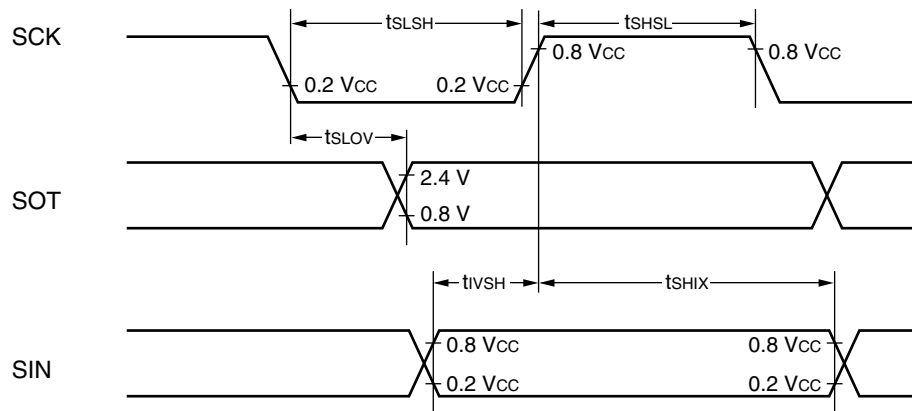 tSLSH
tSHSL
SCK
0.8 VCC
0.8 VCC
0.2 VCC
0.2 VCC
tSLOV
SOT
2.4 V
0.8 V
tIVSH
tSHIX
SIN
0.8 VCC
0.8 VCC
0.2 VCC
0.2 VCC